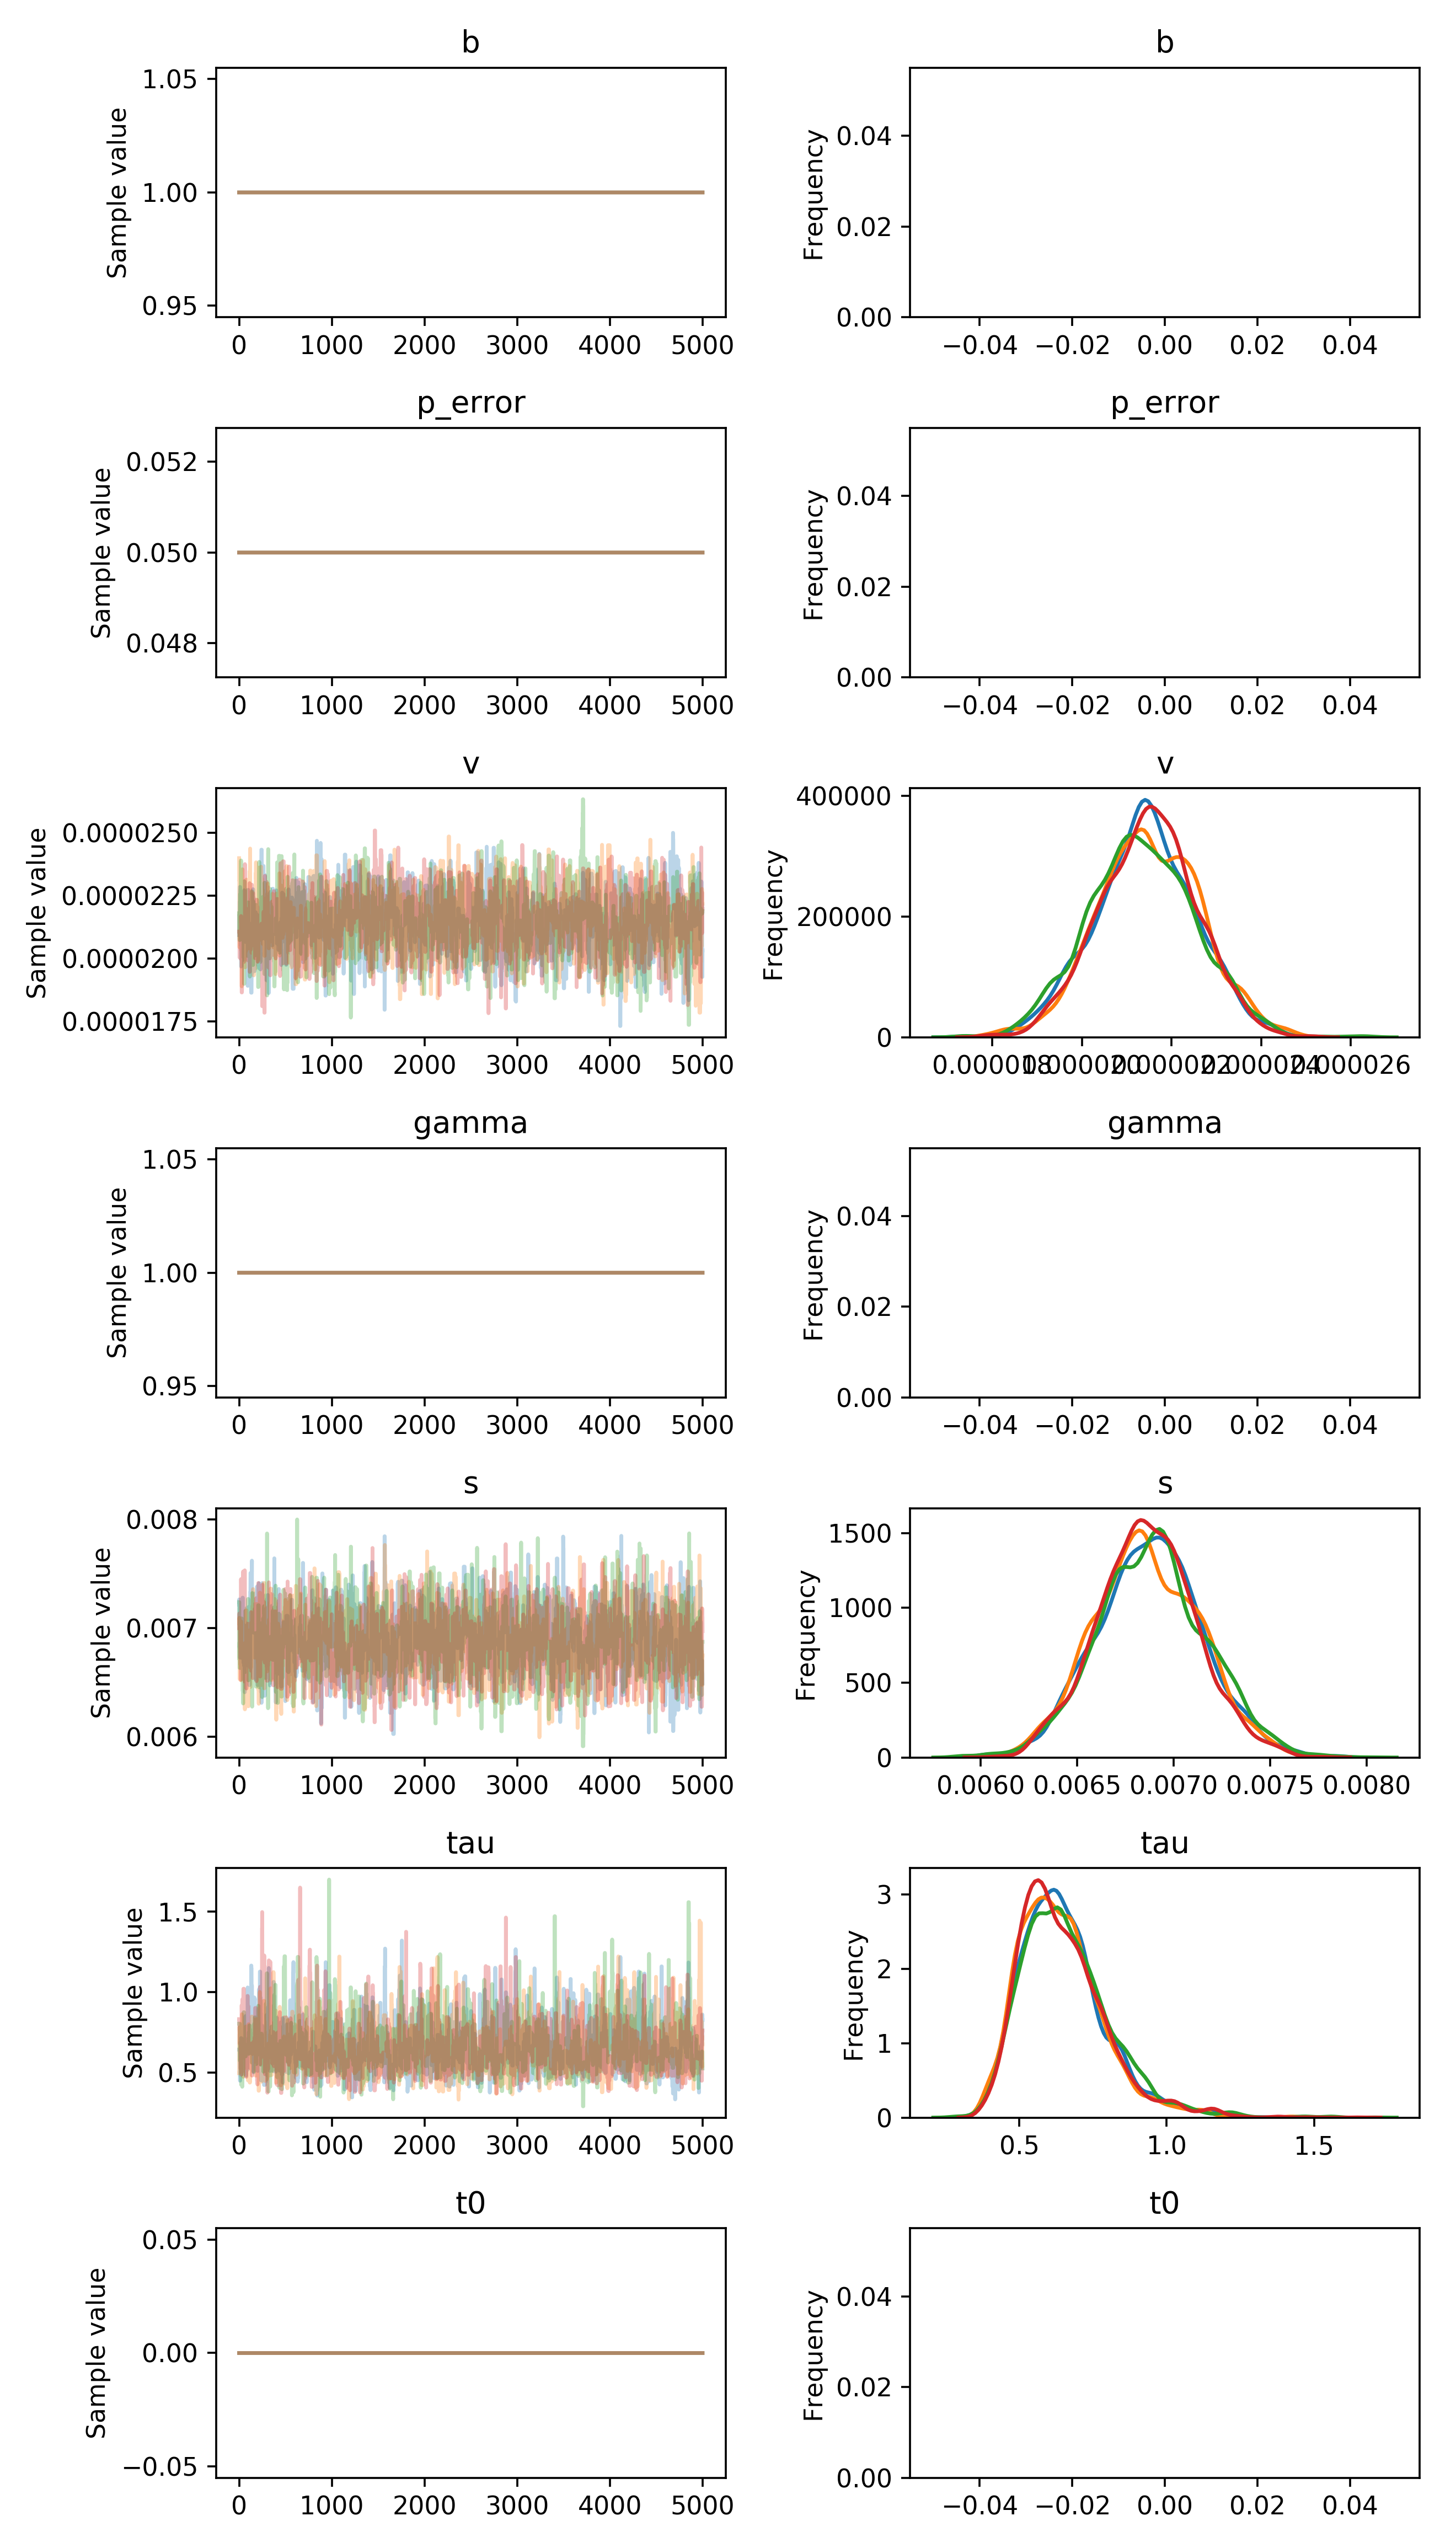 b b
Sample value 1.05 1.00 0.95 Frequency 0.04 0.02 0.00
0 1000 2000 3000 4000 5000 −0.04 −0.02 0.00 0.02 0.04
p_error p_error
Sample value 0.052 0.050 0.048 Frequency 0.04 0.02 0.00
0 1000 2000 3000 4000 5000 −0.04 −0.02 0.00 0.02 0.04
v v
Sample value 0.0000250 0.0000225 0.0000200 0.0000175 Frequency 400000 200000 0
0 1000 2000 3000 4000 5000 0.000018 0.000020 0.000022 0.000024 0.000026
gamma gamma
Sample value 1.05 1.00 0.95 Frequency 0.04 0.02 0.00
0 1000 2000 3000 4000 5000 −0.04 −0.02 0.00 0.02 0.04
s s
Sample value 0.008 0.007 0.006 Frequency 1500 1000 500 0
0 1000 2000 3000 4000 5000 0.0060 0.0065 0.0070 0.0075 0.0080
tau tau
Sample value 1.5 1.0 0.5 Frequency 3 2 1 0
0 1000 2000 3000 4000 5000 0.5 1.0 1.5
t0 t0
Sample value 0.05 0.00 −0.05 Frequency 0.04 0.02 0.00
0 1000 2000 3000 4000 5000 −0.04 −0.02 0.00 0.02 0.04